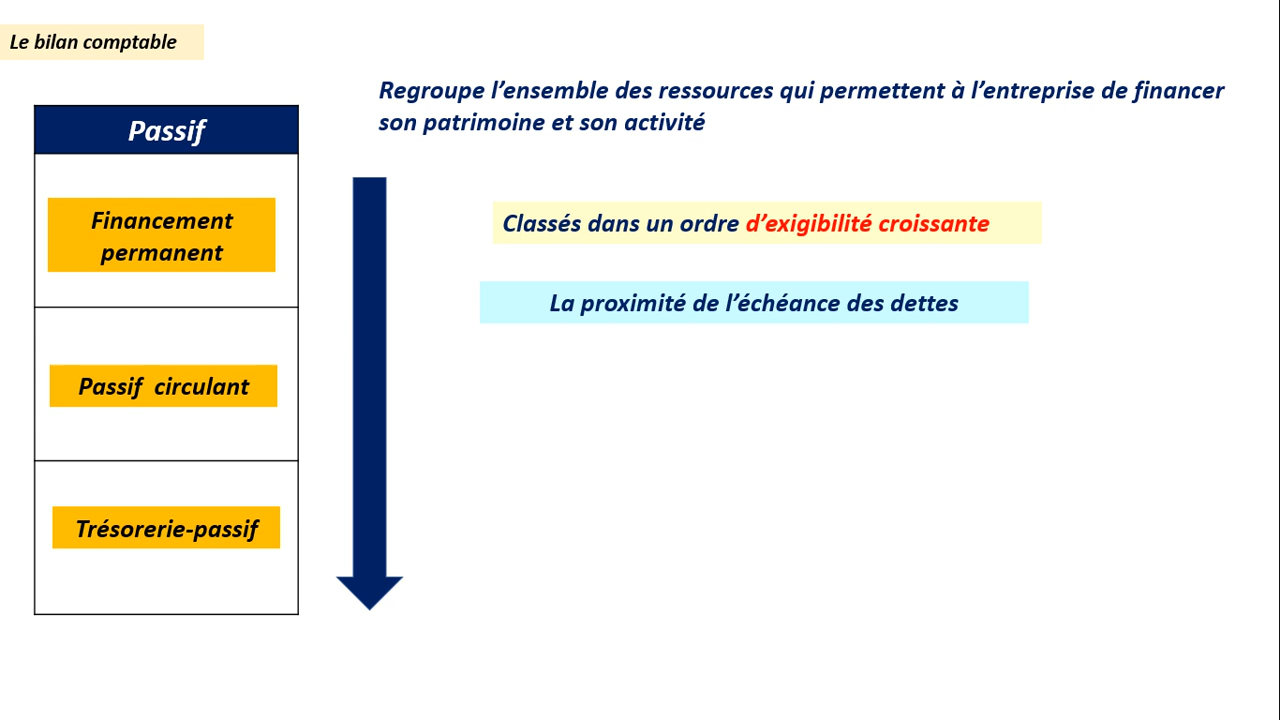 Le bilan comptable
Regroupe l’ensemble des ressources qui permettent à l’entreprise de financer
son patrimoine et son activité
Passif
Financement
permanent
Passif circulant
Trésorerie-passif
Classés dans un ordre d’exigibilité croissante
La proximité de l’échéance des dettes